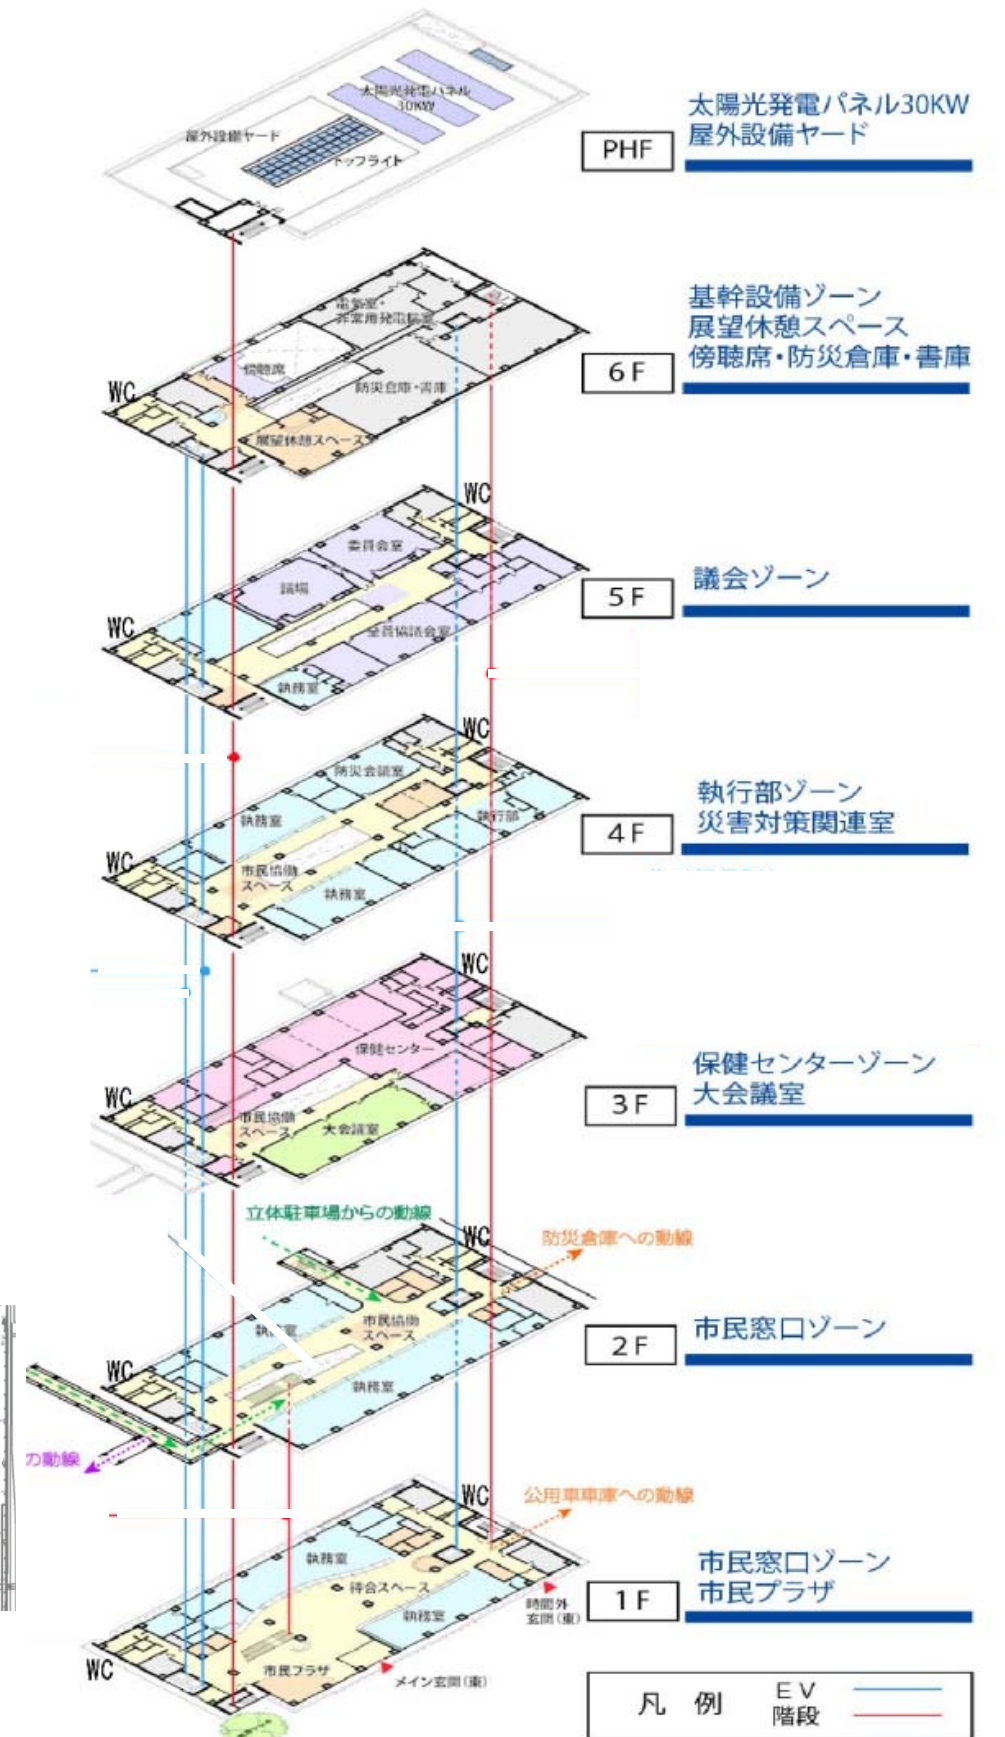 太陽光発電パネル
30KW
屋外設備ヤード
トップライト
PHF
太陽光発電パネル30KW
屋外設備ヤード
電気室・
非常用発電機室
傍聴席
防災倉庫・書庫
展望休憩スペース
WC
6F
基幹設備ゾーン
展望休憩スペース
傍聴席・防災倉庫・書庫
WC
委員会室
議場
全員協議会室
執務室
WC
5F
議会ゾーン
WC
防災会議室
執務室
執行部
市民協働
スペース
執務室
WC
4F
執行部ゾーン
災害対策関連室
WC
保健センター
市民協働
スペース
大会議室
WC
3F
保健センターゾーン
大会議室
立体駐車場からの動線
WC
防災倉庫への動線
市民協働
スペース
執務室
執務室
WC
の動線
2F
市民窓口ゾーン
WC
公用車車庫への動線
執務室
待合スペース
執務室
時間外
玄関(東)
市民プラザ
メイン玄関(東)
WC
1F
市民窓口ゾーン
市民プラザ
凡 例
EV
階段